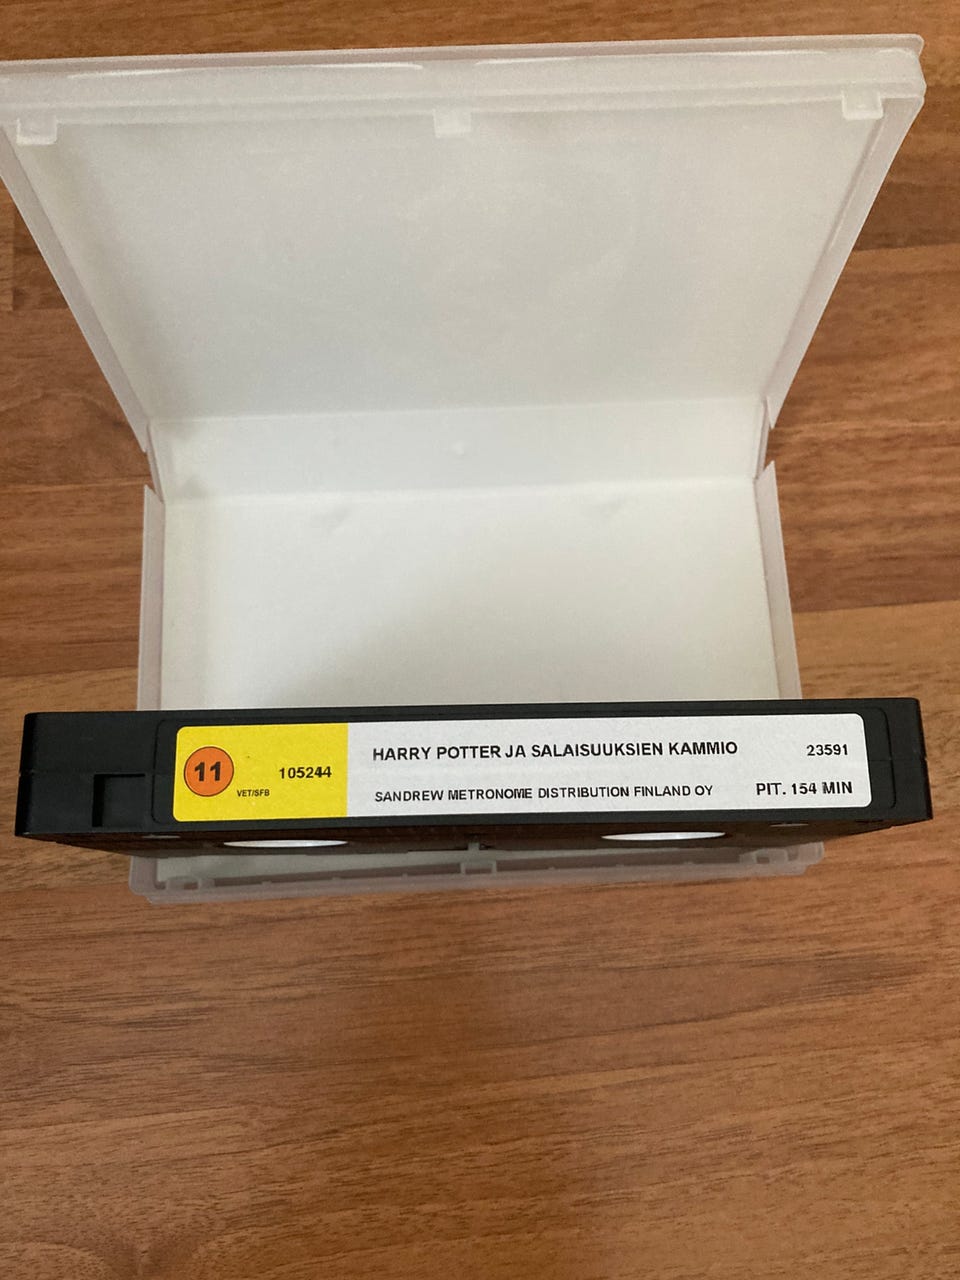 11
105244
VET/SFB
HARRY POTTER JA SALAISUUKSIEN KAMMIO
23591
SANDREW METRONOME DISTRIBUTION FINLAND OY
PIT. 154 MIN